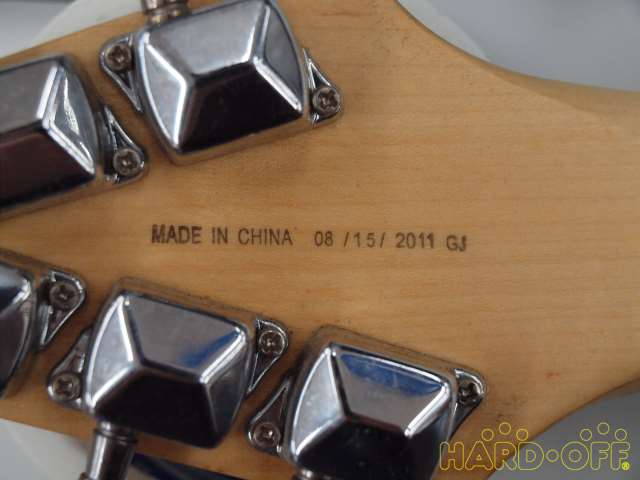 MADE IN CHINA 08 /15/ 2011 GJ
HARD·OFF